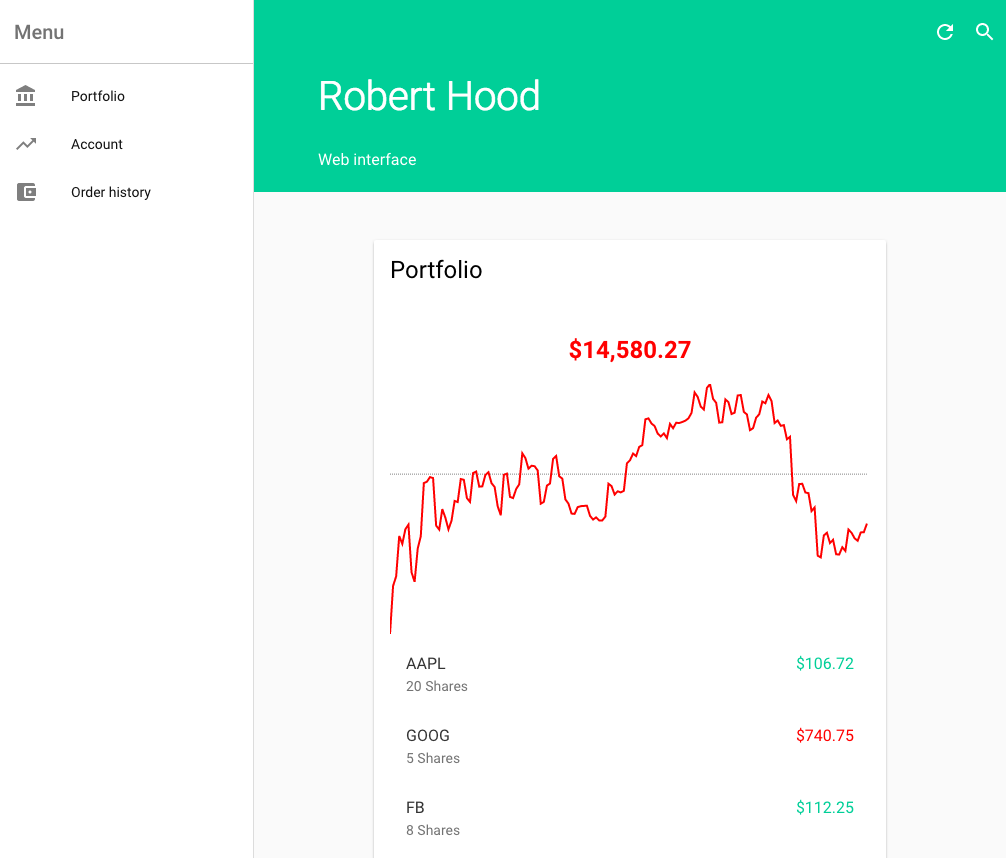 Menu
Portfolio
Account
Order history
Robert Hood
Web interface
Portfolio
$14,580.27
AAPL
$106.72
20 Shares
GOOG
$740.75
5 Shares
FB
$112.25
8 Shares